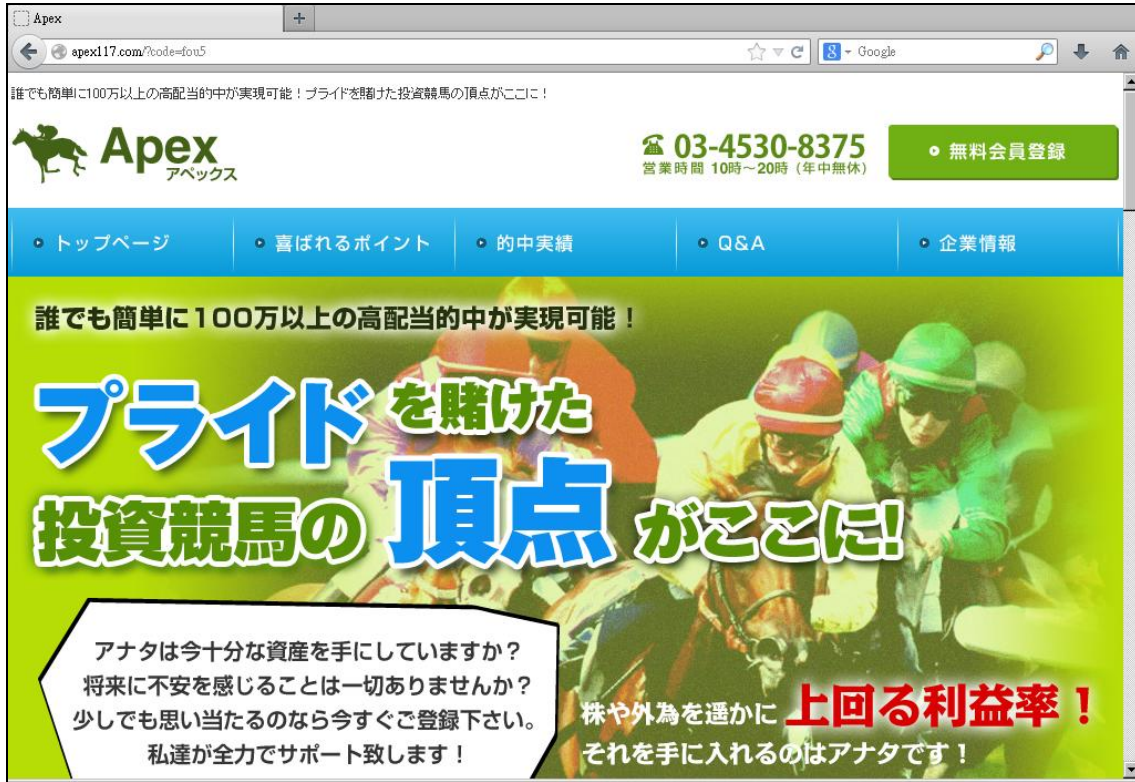 Apex
apex117.com/?code=fou5
Google
誰でも簡単に100万以上の高配当的中が実現可能！プライドを賭けた投資競馬の頂点がここに！
Apex
アペックス
03-4530-8375
営業時間 10時～20時（年中無休）
無料会員登録
トップページ
喜ばれるポイント
的中実績
Q&A
企業情報
誰でも簡単に100万以上の高配当的中が実現可能！
プライドを賭けた
投資競馬の頂点がここに!
アナタは今十分な資産を手にしていますか？
将来に不安を感じることは一切ありませんか？
少しでも思い当たるのなら今すぐご登録下さい。
私達が全力でサポート致します！
株や外為を遥かに上回る利益率！
それを手に入れるのはアナタです！